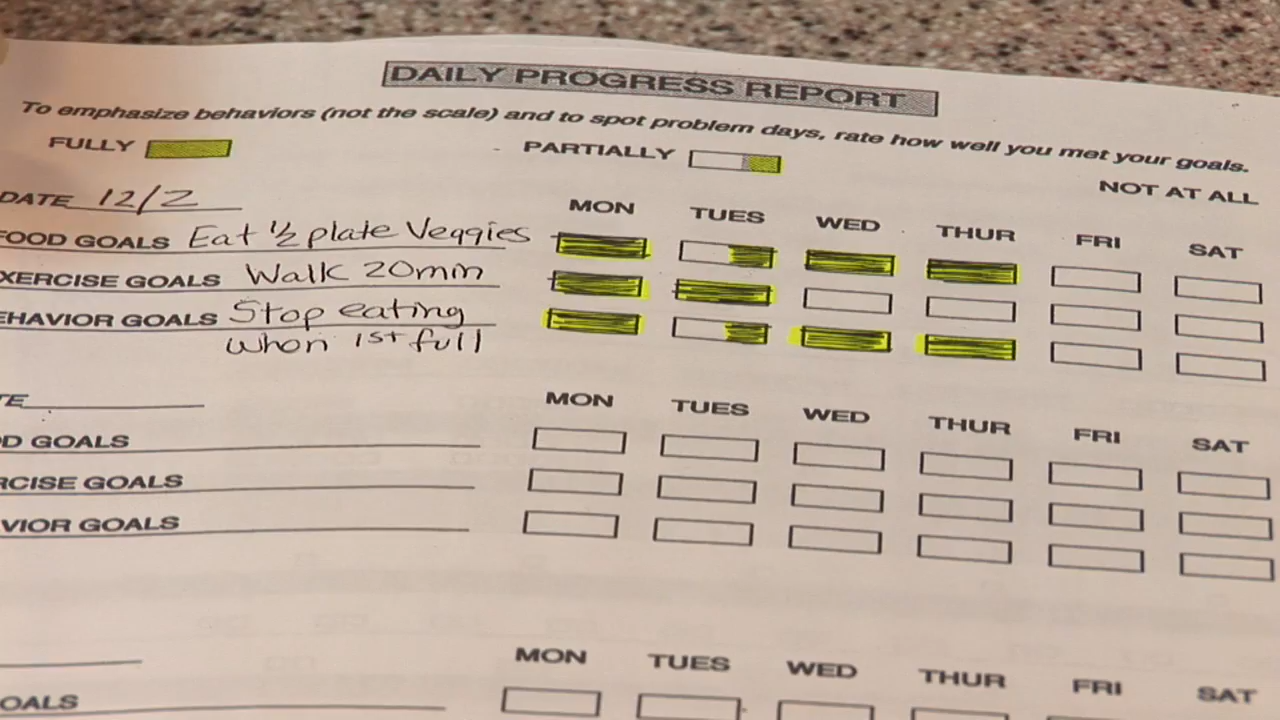 DAILY PROGRESS REPORT
To emphasize behaviors (not the scale) and to spot problem days, rate how well you met your goals.
FULLY PARTIALLY NOT AT ALL
DATE 12/2 MON TUES WED THUR FRI SAT
FOOD GOALS Eat ½ plate Veggies
XERCISE GOALS Walk 20min
EHAVIOR GOALS Stop eating
when 1st full
TE MON TUES WED THUR FRI SAT
OD GOALS
RCISE GOALS
VIOR GOALS
MON TUES WED THUR FRI SAT
OALS